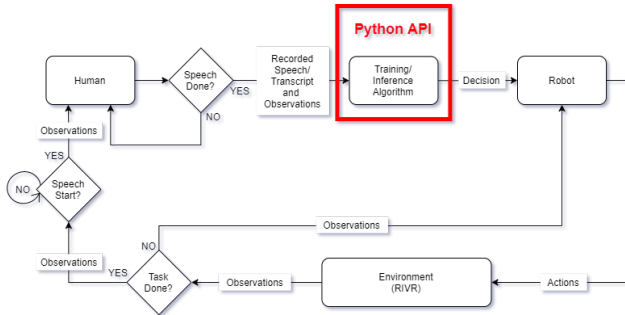 Python API
Human
Speech
Done?
YES
NO
Recorded
Speech/
Transcript
and
Observations
Training/
Inference
Algorithm
Decision
Robot
Observations
YES
NO
Speech
Start?
Observations
NO
YES
Task
Done?
Observations
Observations
Environment
(RIVR)
Actions